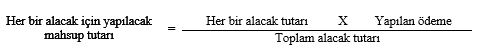 Her bir alacak için yapılacak mahsup tutarı = Her bir alacak tutarı X Yapılan ödeme
Toplam alacak tutarı